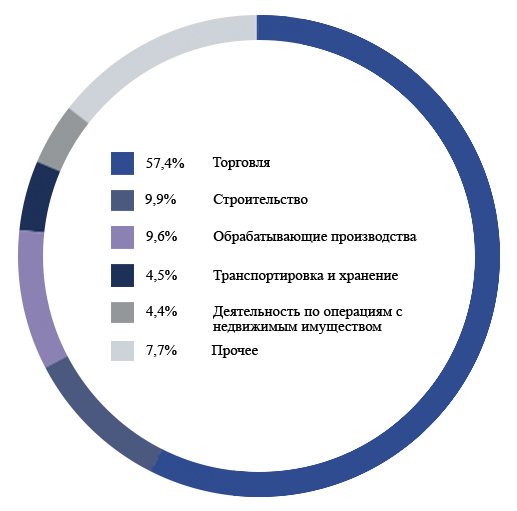 57,4% Торговля
9,9% Строительство
9,6% Обрабатывающие производства
4,5% Транспортировка и хранение
4,4% Деятельность по операциям с
недвижимым имуществом
7,7% Прочее